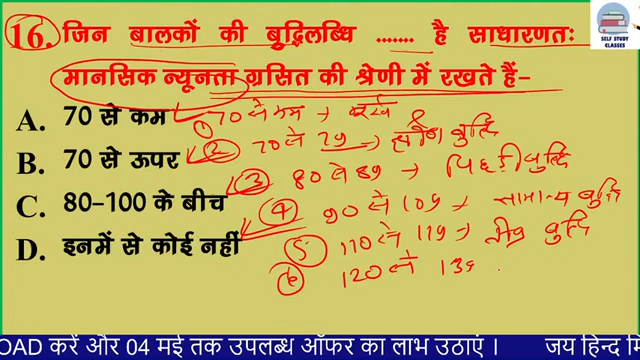 16. जिन बालकों की बुद्धिलब्धि ........ है साधारणतः
मानसिक न्यूनता ग्रसित की श्रेणी में रखते हैं-
A. 70 से कम
B. 70 से ऊपर
C. 80-100 के बीच
D. इनमें से कोई नहीं
① 70 से कम →
② 70 से 79 → क्षीण बुद्धि
③ 80 से 89 → पिछड़ी बुद्धि
④ 90 से 109 → सामान्य बुद्धि
⑤ 110 से 119 → तीव्र बुद्धि
⑥ 120 से 139
SELF STUDY
CLASSES
OAD करें और 04 मई तक उपलब्ध ऑफर का लाभ उठाएं । जय हिन्द मि